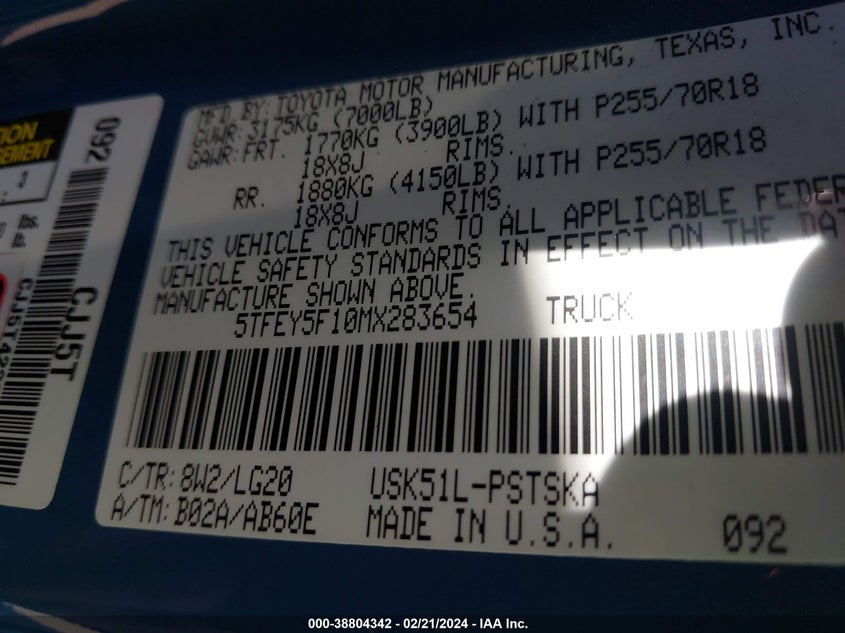 MFD. BY: TOYOTA MOTOR MANUFACTURING, TEXAS, INC.
GVWR: 3175KG (7000LB)
GAWR: FRT. 1770KG (3900LB) WITH P255/70R18
18X8J RIMS.
RR. 1880KG (4150LB) WITH P255/70R18
18X8J RIMS.
THIS VEHICLE CONFORMS TO ALL APPLICABLE FEDER
VEHICLE SAFETY STANDARDS IN EFFECT ON THE DAT
MANUFACTURE SHOWN ABOVE.
5TFEY5F10MX283654 TRUCK
C/TR: 8W2/LG20 USK51L-PSTSKA
A/TM: B02A/AB60E MADE IN U.S.A. 092
092
CJJ5T
lbs.
lb.
000-38804342 - 02/21/2024 - IAA Inc.